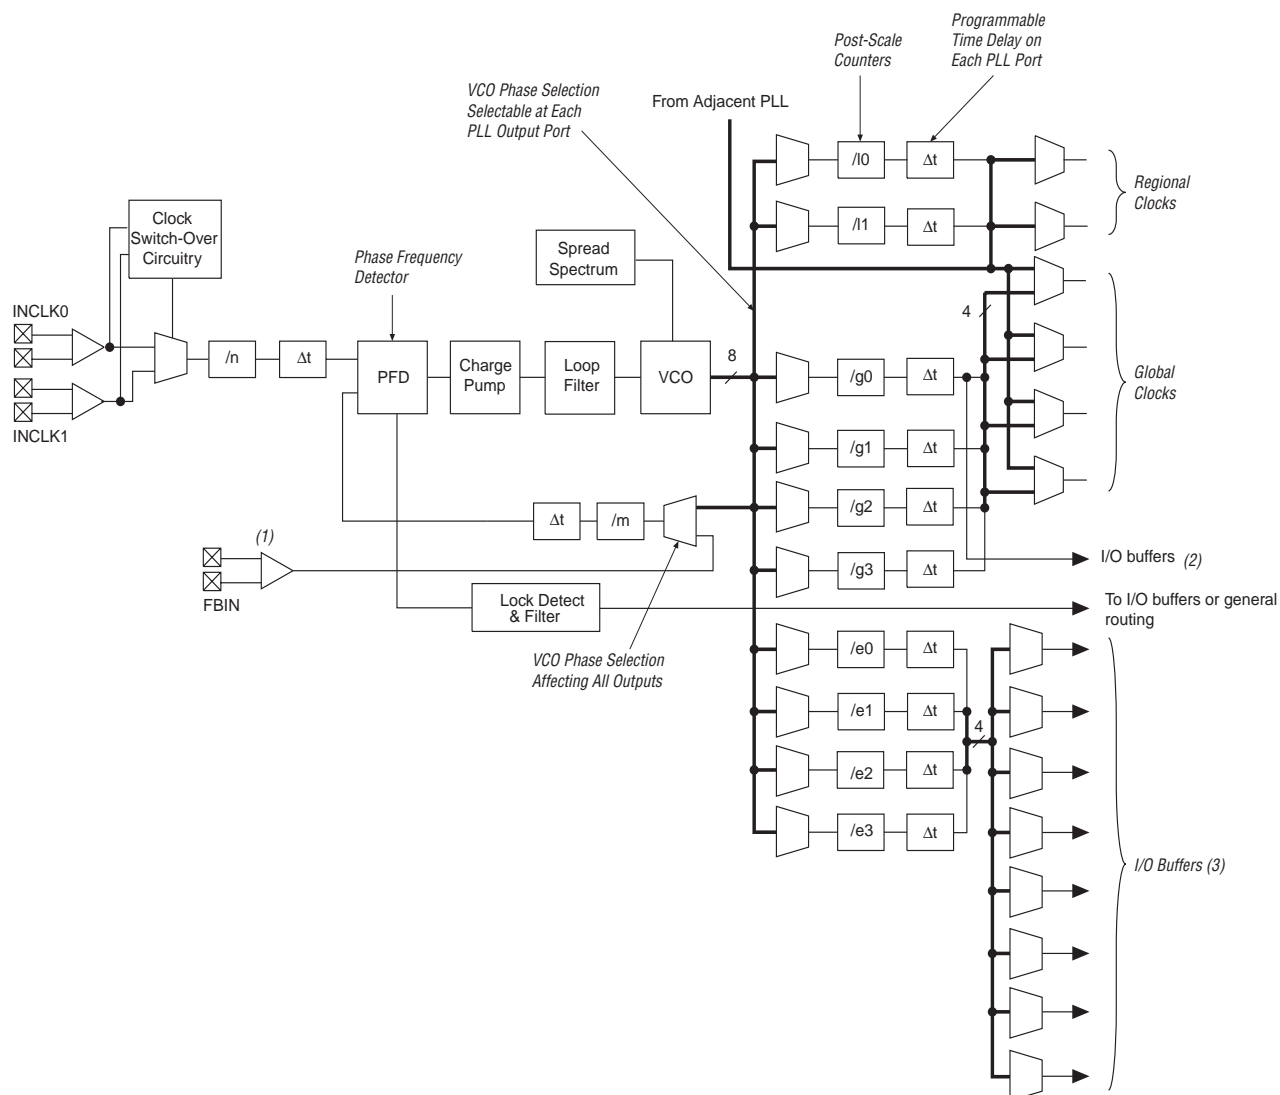 Programmable
Time Delay on
Each PLL Port
Post-Scale
Counters
VCO Phase Selection
Selectable at Each
PLL Output Port
From Adjacent PLL
/l0
Δt
/l1
Δt
Regional
Clocks
Clock
Switch-Over
Circuitry
Phase Frequency
Detector
Spread
Spectrum
INCLK0
/n
Δt
PFD
Charge
Pump
Loop
Filter
VCO
8
/g0
Δt
4
Global
Clocks
INCLK1
/g1
Δt
/g2
Δt
Δt
/m
(1)
/g3
Δt
I/O buffers (2)
FBIN
Lock Detect
& Filter
To I/O buffers or general
routing
VCO Phase Selection
Affecting All Outputs
/e0
Δt
/e1
Δt
4
/e2
Δt
/e3
Δt
I/O Buffers (3)